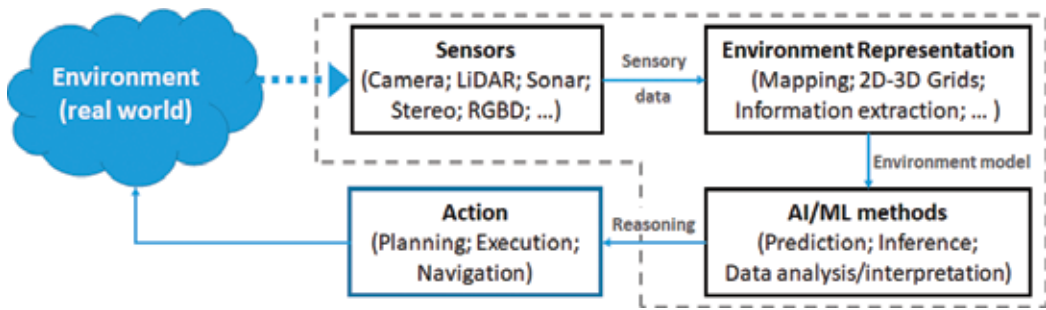 Environment
(real world)
Sensors
(Camera; LiDAR; Sonar;
Stereo; RGBD; ...)
Sensory
data
Environment Representation
(Mapping; 2D-3D Grids;
Information extraction; ... )
Environment model
AI/ML methods
(Prediction; Inference;
Data analysis/interpretation)
Reasoning
Action
(Planning; Execution;
Navigation)